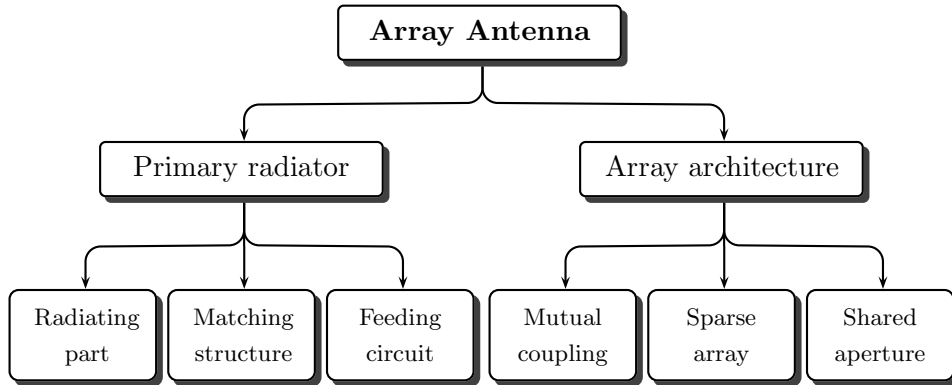 Array Antenna
Primary radiator
Array architecture
Radiating
part
Matching
structure
Feeding
circuit
Mutual
coupling
Sparse
array
Shared
aperture